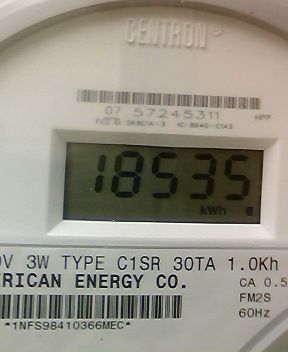 CENTRON®
07 57245311
HPP
18535
kWh
V 3W TYPE C1SR 30TA 1.0Kh
RICAN ENERGY CO.
CA 0.5
FM2S
*1NFS98410366MEC*
60Hz